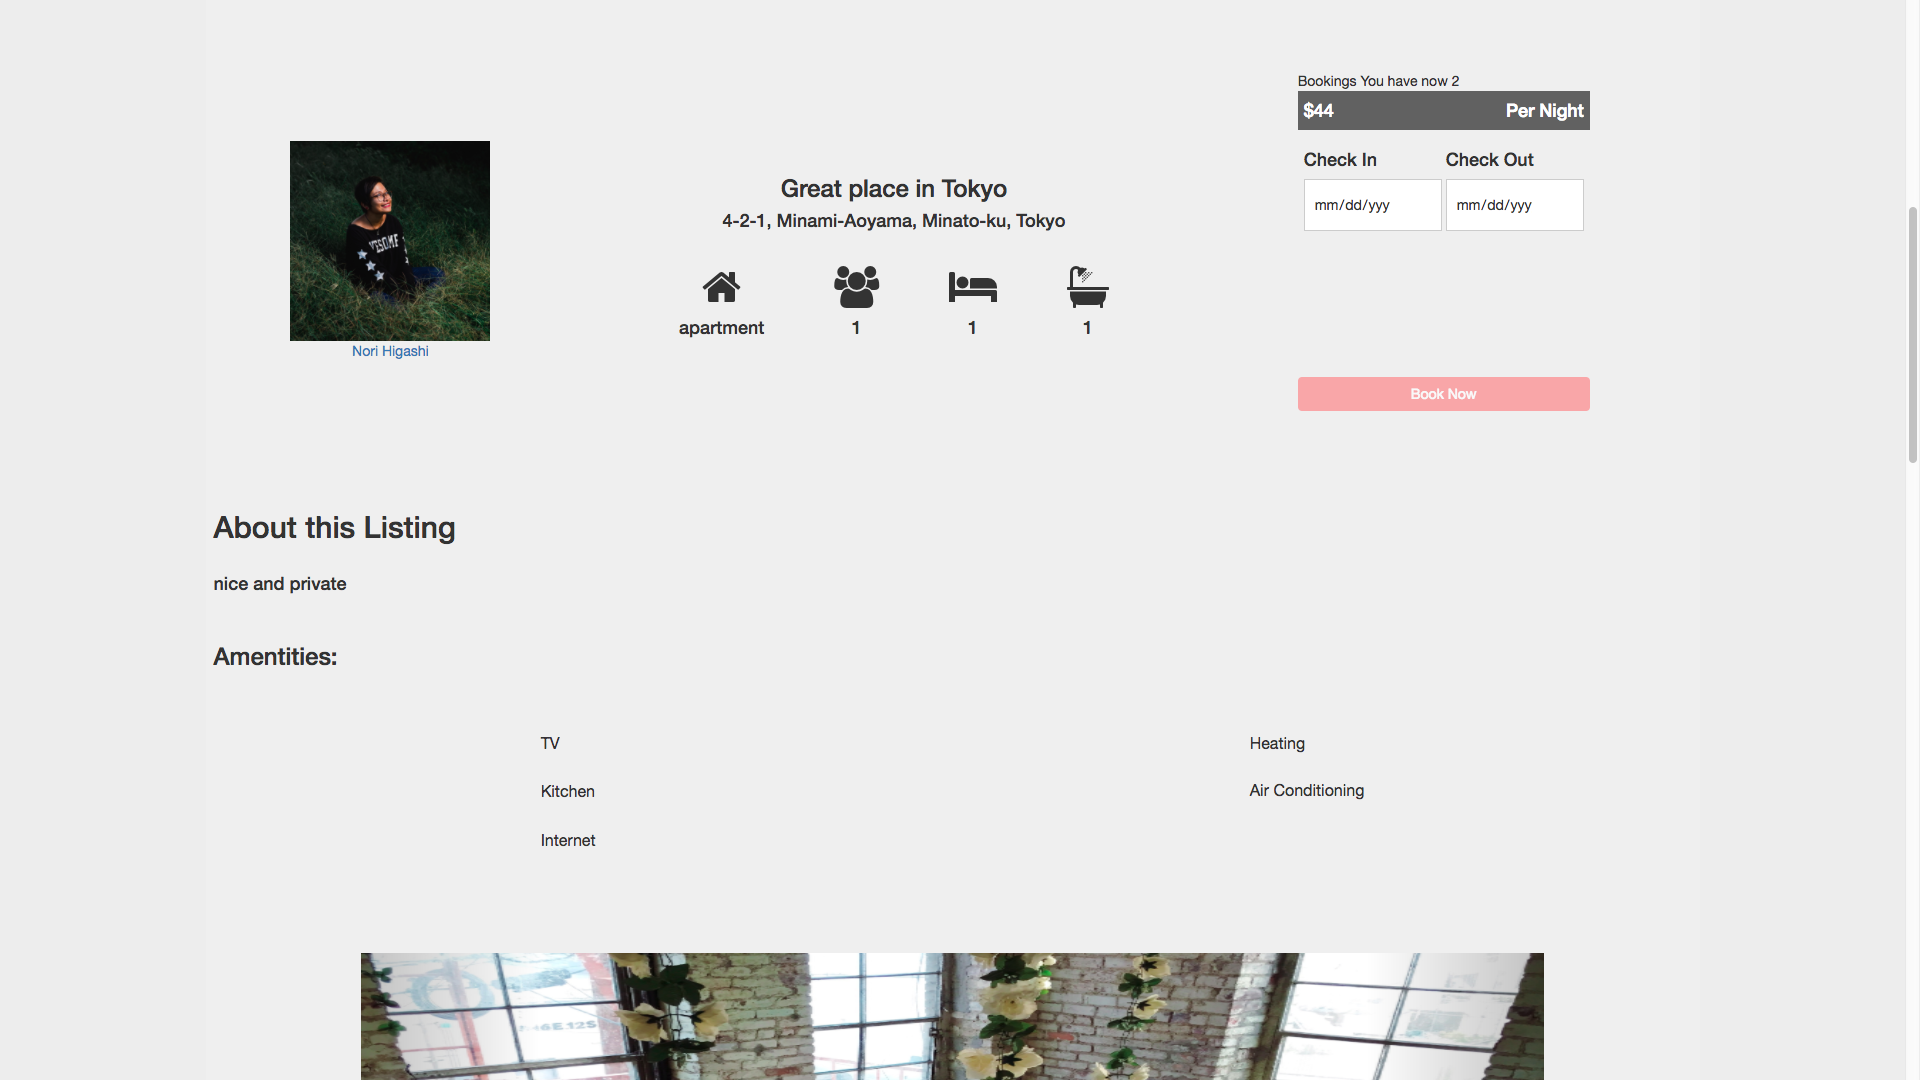 Bookings You have now 2
$44 Per Night
Check In Check Out
mm/dd/yyy mm/dd/yyy
Book Now
Nori Higashi
Great place in Tokyo
4-2-1, Minami-Aoyama, Minato-ku, Tokyo
apartment 1 1 1
About this Listing
nice and private
Amentities:
TV
Kitchen
Internet
Heating
Air Conditioning